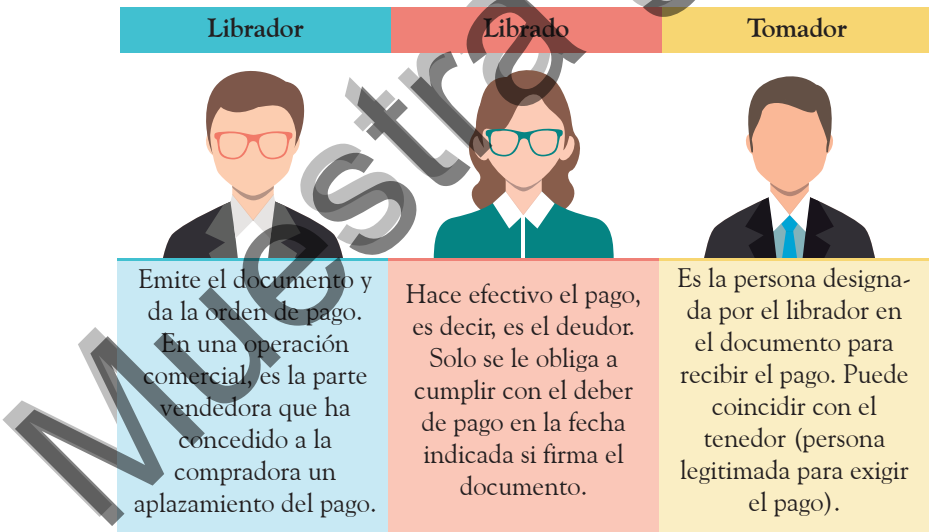 Librador
Librado
Tomador
Emite el documento y
da la orden de pago.
En una operación
comercial, es la parte
vendedora que ha
concedido a la
compradora un
aplazamiento del pago.
Hace efectivo el pago,
es decir, es el deudor.
Solo se le obliga a
cumplir con el deber
de pago en la fecha
indicada si firma el
documento.
Es la persona designa-
da por el librador en
el documento para
recibir el pago. Puede
coincidir con el
tenedor (persona
legitimada para exigir
el pago).
Muestra